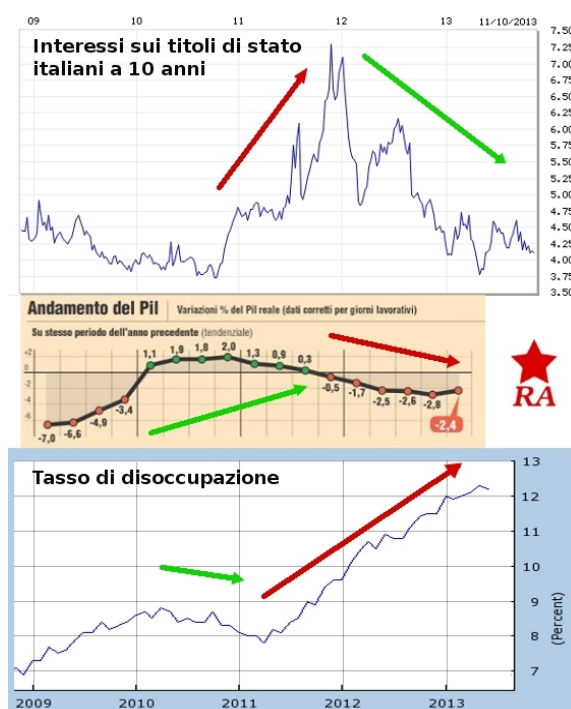 09 10 11 12 13 11/10/2013
Interessi sui titoli di stato
italiani a 10 anni
7.50
7.25
7.00
6.75
6.50
6.25
6.00
5.75
5.50
5.25
5.00
4.75
4.50
4.25
4.00
3.75
3.50
Andamento del Pil Variazioni % del Pil reale (dati corretti per giorni lavorativi)
Su stesso periodo dell'anno precedente (tendenziale)
+2
0
-2
-4
-6
-7,0 -6,6 -4,9 -3,4 1,1 1,9 1,8 2,0 1,3 0,9 0,3 -0,5 -1,7 -2,5 -2,6 -2,8 -2,4
RA
Tasso di disoccupazione
13
12
11
10
9
8
7
(Percent)
2009 2010 2011 2012 2013